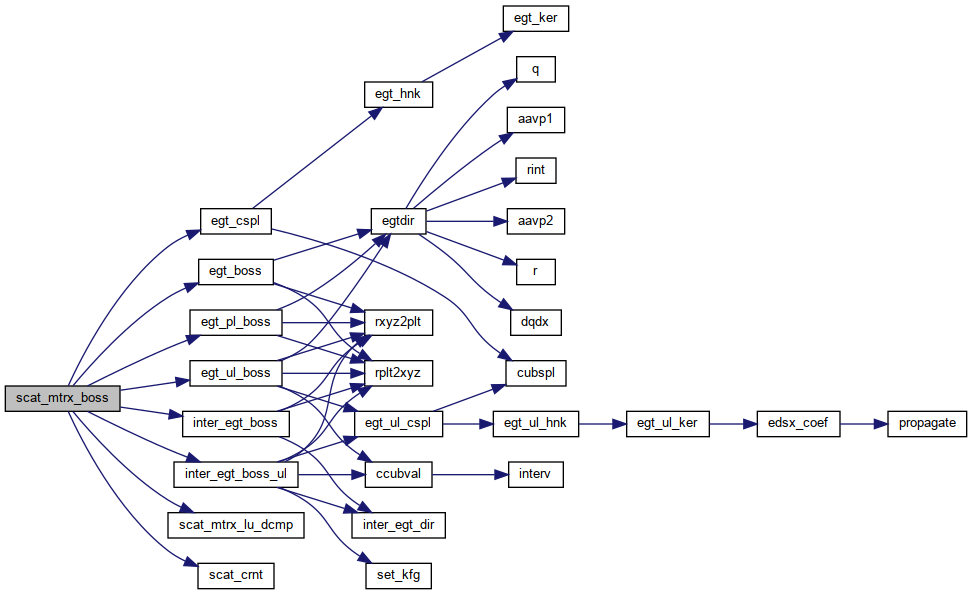 egt_ker
q
egt_hnk
aavp1
rint
egt_cspl
egtdir
aavp2
egt_boss
r
egt_pl_boss
rxyz2plt
dqdx
egt_ul_boss
rplt2xyz
cubspl
scat_mtrx_boss
inter_egt_boss
egt_ul_cspl
egt_ul_hnk
egt_ul_ker
edsx_coef
propagate
inter_egt_boss_ul
ccubval
interv
scat_mtrx_lu_dcmp
inter_egt_dir
scat_crnt
set_kfg